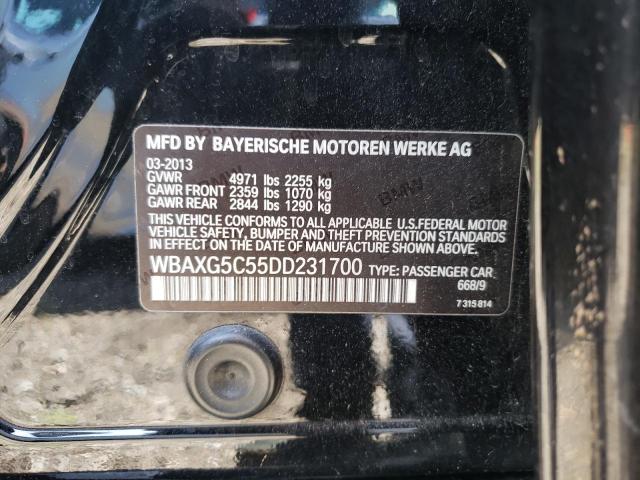 MFD BY BAYERISCHE MOTOREN WERKE AG
03-2013
GVWR 4971 lbs 2255 kg
GAWR FRONT 2359 lbs 1070 kg
GAWR REAR 2844 lbs 1290 kg
THIS VEHICLE CONFORMS TO ALL APPLICABLE U.S.FEDERAL MOTOR
VEHICLE SAFETY, BUMPER AND THEFT PREVENTION STANDARDS
IN EFFECT ON THE DATE OF MANUFACTURE SHOWN ABOVE.
WBAXG5C55DD231700 TYPE: PASSENGER CAR
668/9
7 315 814